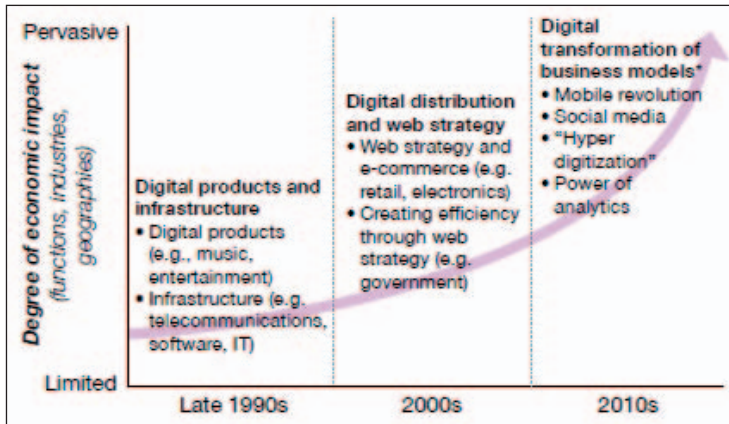 Pervasive
Degree of economic impact
(functions, industries,
geographies)
Limited
Digital products and
infrastructure
• Digital products
(e.g., music,
entertainment)
• Infrastructure (e.g.
telecommunications,
software, IT)
Late 1990s
Digital distribution
and web strategy
• Web strategy and
e-commerce (e.g.
retail, electronics)
• Creating efficiency
through web
strategy (e.g.
government)
2000s
Digital
transformation of
business models*
• Mobile revolution
• Social media
• "Hyper
digitization"
• Power of
analytics
2010s